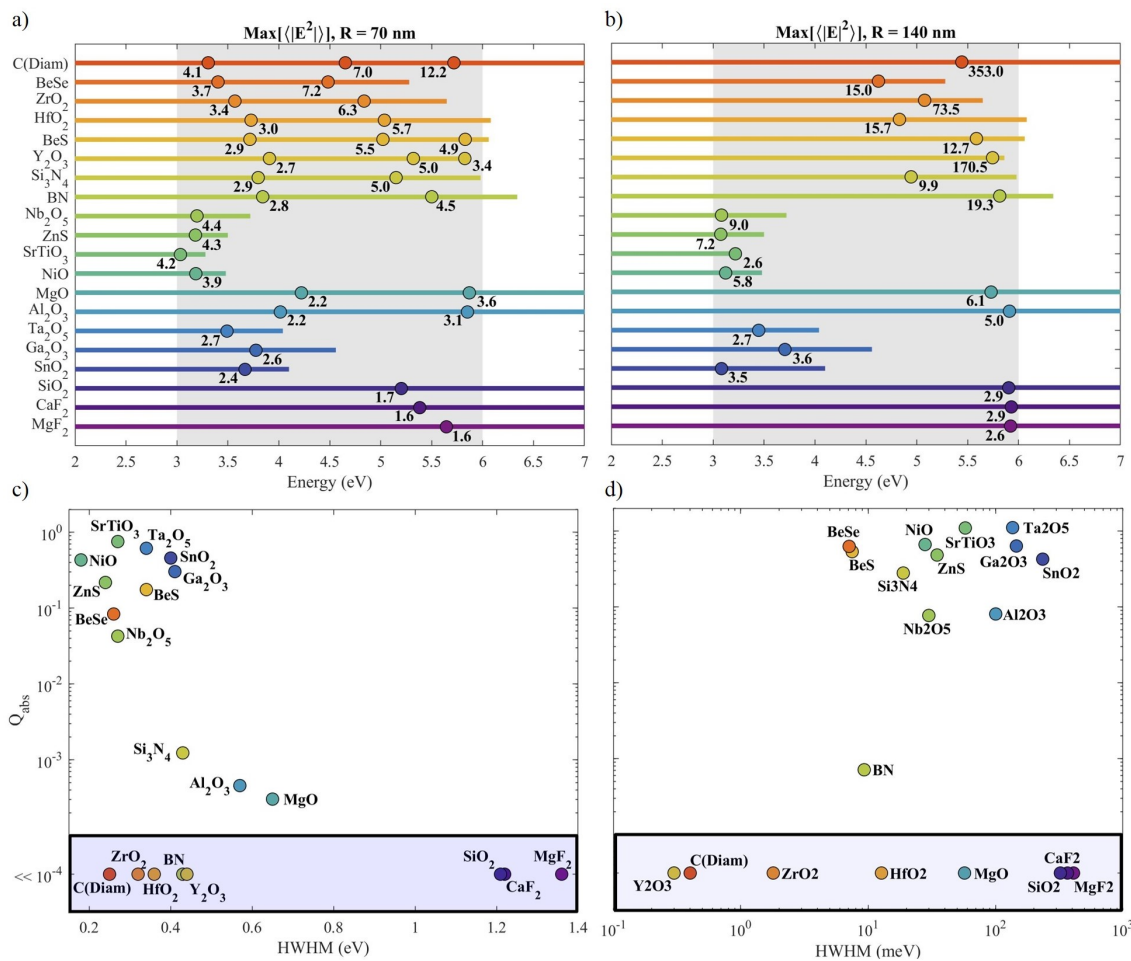 a)
Max[⟨|E²|⟩], R = 70 nm
C(Diam)
4.1
7.0
12.2
BeSe
3.7
7.2
ZrO₂
3.4
6.3
HfO₂
3.0
5.7
BeS
2.9
5.5
4.9
Y₂O₃
2.7
5.0
3.4
Si₃N₄
2.9
5.0
BN
2.8
4.5
Nb₂O₅
4.4
ZnS
4.3
SrTiO₃
4.2
NiO
3.9
MgO
2.2
3.6
Al₂O₃
2.2
3.1
Ta₂O₅
2.7
Ga₂O₃
2.6
SnO₂
2.4
SiO₂
1.7
CaF₂
1.6
MgF₂
1.6
2 2.5 3 3.5 4 4.5 5 5.5 6 6.5 7
Energy (eV)
b)
Max[⟨|E|²⟩], R = 140 nm
353.0
15.0
73.5
15.7
12.7
170.5
9.9
19.3
9.0
7.2
2.6
5.8
6.1
5.0
2.7
3.6
3.5
2.9
2.9
2.6
2 2.5 3 3.5 4 4.5 5 5.5 6 6.5 7
Energy (eV)
c)
Q_abs
10⁰
10⁻¹
10⁻²
10⁻³
<< 10⁻⁴
SrTiO₃
Ta₂O₅
NiO
SnO₂
Ga₂O₃
ZnS
BeS
BeSe
Nb₂O₅
Si₃N₄
Al₂O₃
MgO
ZrO₂
BN
SiO₂
MgF₂
C(Diam)
HfO₂
Y₂O₃
CaF₂
0.2 0.4 0.6 0.8 1 1.2 1.4
HWHM (eV)
d)
BeSe
NiO
Ta2O5
BeS
SrTiO3
Ga2O3
ZnS
SnO2
Si3N4
Nb2O5
Al2O3
BN
C(Diam)
CaF2
Y2O3
ZrO2
HfO2
MgO
SiO2
MgF2
10⁻¹ 10⁰ 10¹ 10² 10³
HWHM (meV)